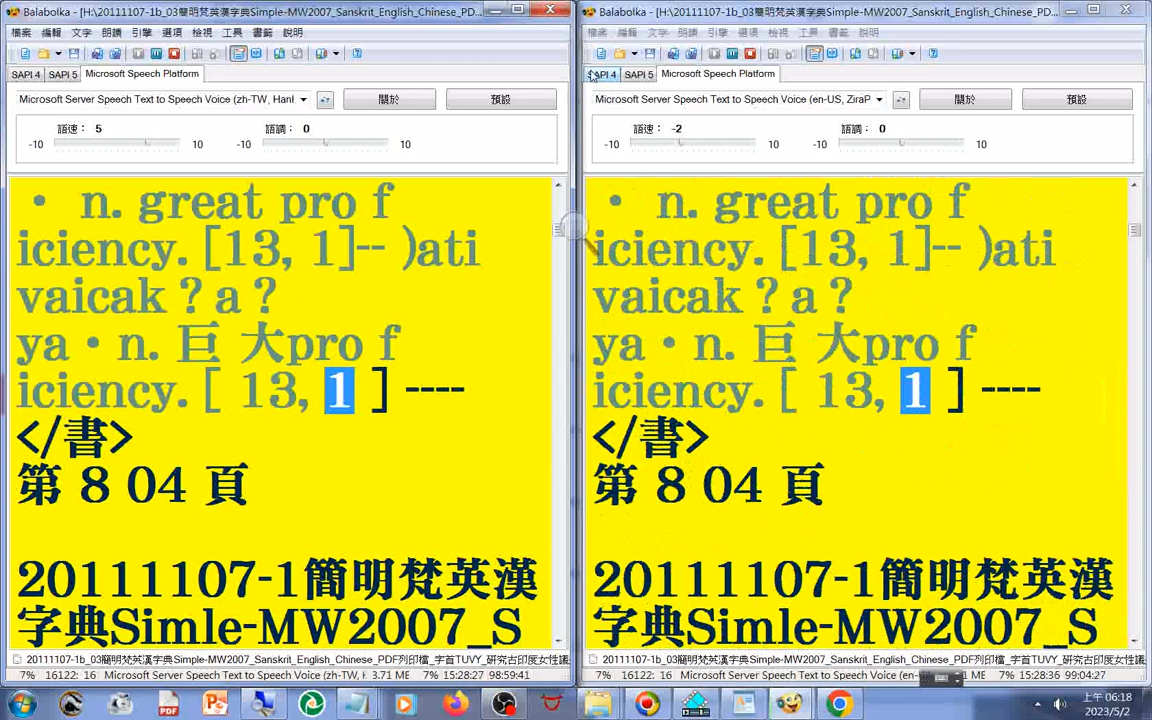 Balabolka - [H:\20111107-1b_03簡明梵英漢字典Simple-MW2007_Sanskrit_English_Chinese_PD...
檔案 編輯 文字 朗讀 引擎 選項 檢視 工具 書籤 說明
SAPI 4 SAPI 5 Microsoft Speech Platform
Microsoft Server Speech Text to Speech Voice (zh-TW, Hanl
關於 預設
語速： 5 語調： 0
-10 10 -10 10
• n. great pro f
iciency. [13, 1]-- )ati
vaicak ? a ?
ya • n. 巨 大pro f
iciency. [ 13, 1 ] ----
</書>
第 8 04 頁
20111107-1簡明梵英漢
字典Simle-MW2007_S
20111107-1b_03簡明梵英漢字典Simple-MW2007_Sanskrit_English_Chinese_PDF列印檔_字首TUVY_研究古印度女性議
7% 16122: 16 Microsoft Server Speech Text to Speech Voice (zh-TW, H 3.71 ME 7% 15:28:27 98:59:41
Balabolka - [H:\20111107-1b_03簡明梵英漢字典Simple-MW2007_Sanskrit_English_Chinese_PD...
檔案 編輯 文字 朗讀 引擎 選項 檢視 工具 書籤 說明
SAPI 4 SAPI 5 Microsoft Speech Platform
Microsoft Server Speech Text to Speech Voice (en-US, ZiraP
關於 預設
語速： -2 語調： 0
-10 10 -10 10
• n. great pro f
iciency. [13, 1]-- )ati
vaicak ? a ?
ya • n. 巨 大pro f
iciency. [ 13, 1 ] ----
</書>
第 8 04 頁
20111107-1簡明梵英漢
字典Simle-MW2007_S
20111107-1b_03簡明梵英漢字典Simple-MW2007_Sanskrit_English_Chinese_PDF列印檔_字首TUVY_研究古印度女性議
7% 16122: 16 Microsoft Server Speech Text to Speech Voice (en-U 7% 15:28:36 99:04:27
上午 06:18
2023/5/2